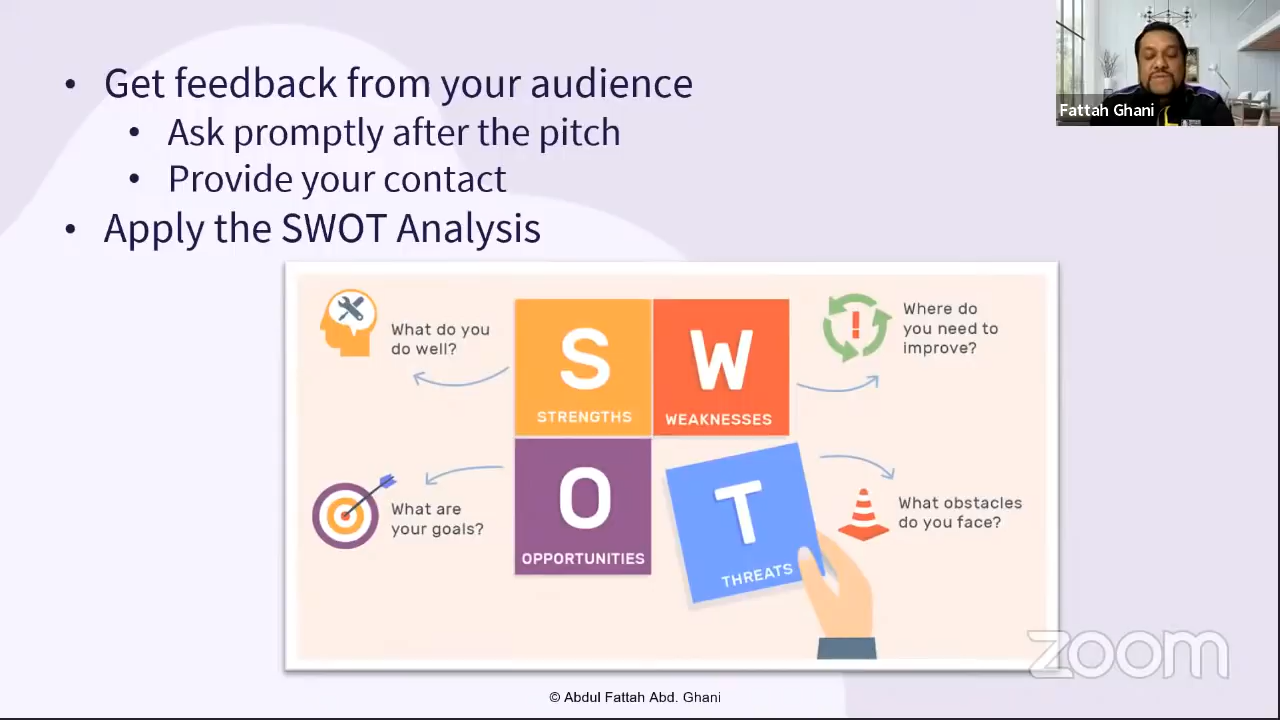 Get feedback from your audience
Ask promptly after the pitch
Provide your contact
Apply the SWOT Analysis
Fattah Ghani
What do you
do well?
S
STRENGTHS
W
WEAKNESSES
Where do
you need to
improve?
What are
your goals?
O
OPPORTUNITIES
T
THREATS
What obstacles
do you face?
zoom
© Abdul Fattah Abd. Ghani